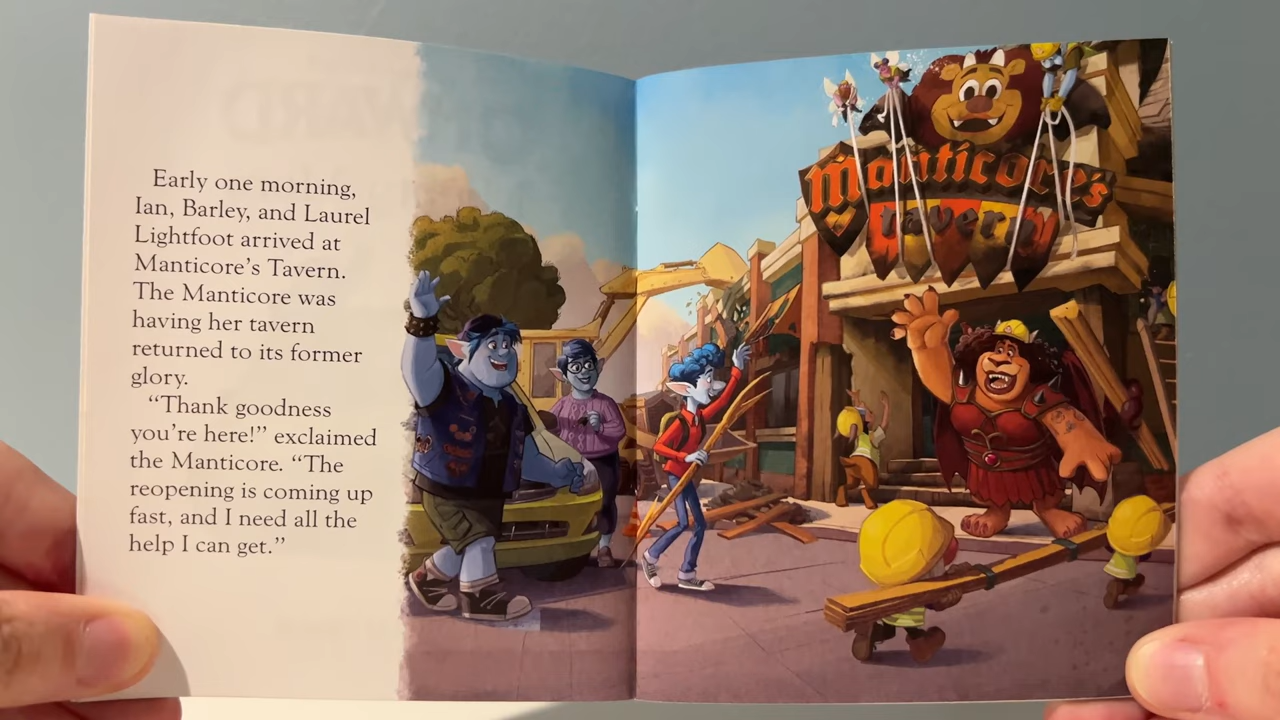 Early one morning,
Ian, Barley, and Laurel
Lightfoot arrived at
Manticore's Tavern.
The Manticore was
having her tavern
returned to its former
glory.
“Thank goodness
you're here!” exclaimed
the Manticore. “The
reopening is coming up
fast, and I need all the
help I can get.”
Manticore's
tavern